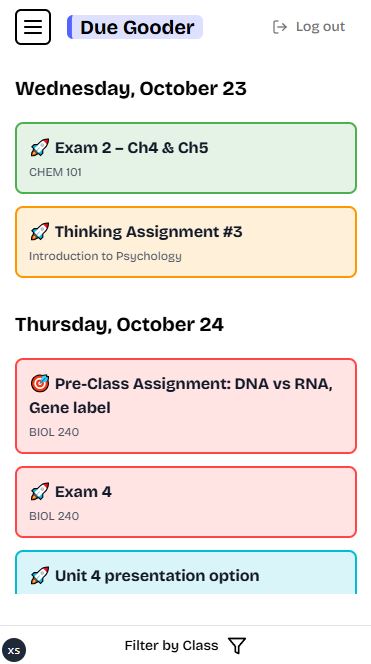 Due Gooder
Log out
Wednesday, October 23
🚀 Exam 2 – Ch4 & Ch5
CHEM 101
🚀 Thinking Assignment #3
Introduction to Psychology
Thursday, October 24
🎯 Pre-Class Assignment: DNA vs RNA,
Gene label
BIOL 240
🚀 Exam 4
BIOL 240
🚀 Unit 4 presentation option
Filter by Class
xs